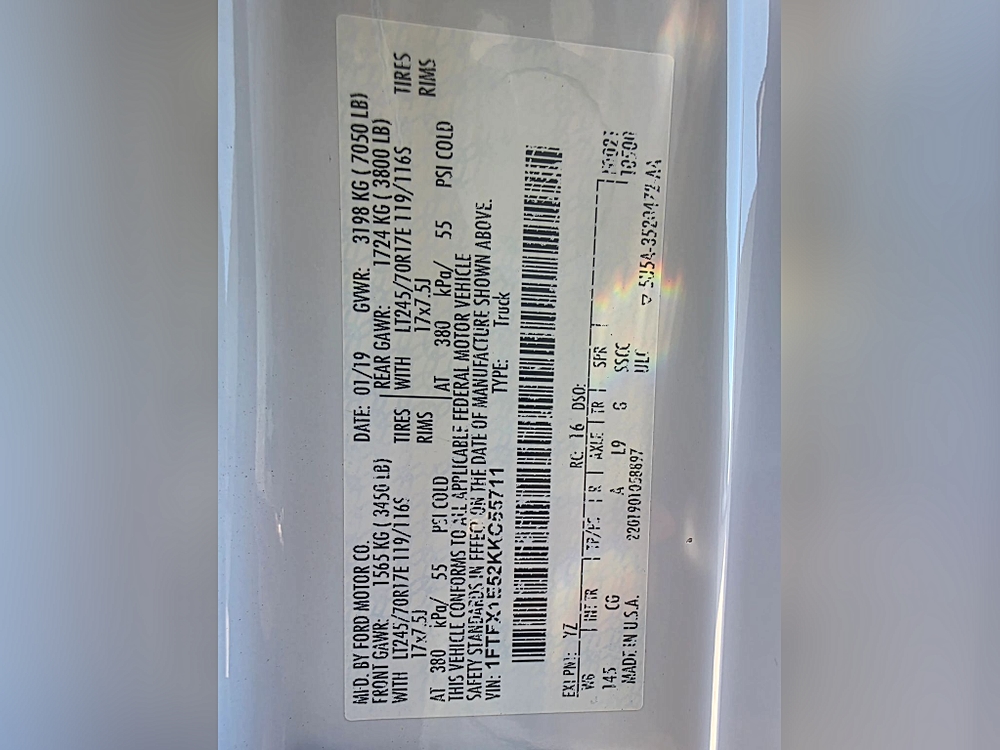 MFD. BY FORD MOTOR CO. DATE: 01/19 GVWR: 3198 KG ( 7050 LB)
FRONT GAWR: 1565 KG ( 3450 LB) REAR GAWR: 1724 KG ( 3800 LB)
WITH LT245/70R17E 119/116S TIRES WITH LT245/70R17E 119/116S TIRES
17x7.5J RIMS 17x7.5J RIMS
AT 380 kPa/ 55 PSI COLD AT 380 kPa/ 55 PSI COLD
THIS VEHICLE CONFORMS TO ALL APPLICABLE FEDERAL MOTOR VEHICLE
SAFETY STANDARDS IN EFFECT ON THE DATE OF MANUFACTURE SHOWN ABOVE.
VIN: 1FTFX1E52KKC55711 TYPE: Truck
EXT PNT: YZ RC: 16 DSO:
WB INT TR TP/PS R AXLE TR SPR
145 CG A L9 G SSCC
MADE IN U.S.A. 2201901058897 ULC